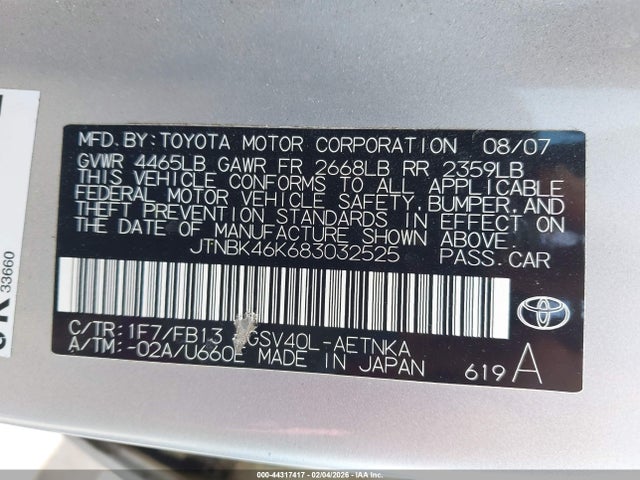 MFD. BY: TOYOTA MOTOR CORPORATION 08/07
GVWR 4465LB GAWR FR 2668LB RR 2359LB
THIS VEHICLE CONFORMS TO ALL APPLICABLE
FEDERAL MOTOR VEHICLE SAFETY, BUMPER, AND
THEFT PREVENTION STANDARDS IN EFFECT ON
THE DATE OF MANUFACTURE SHOWN ABOVE.
JTNBK46K683032525 PASS. CAR
C/TR: 1F7/FB13 GSV40L-AETNKA
A/TM: -02A/U660E MADE IN JAPAN
619 A
33660
000-44317417 - 02/04/2026 - IAAI, Inc.